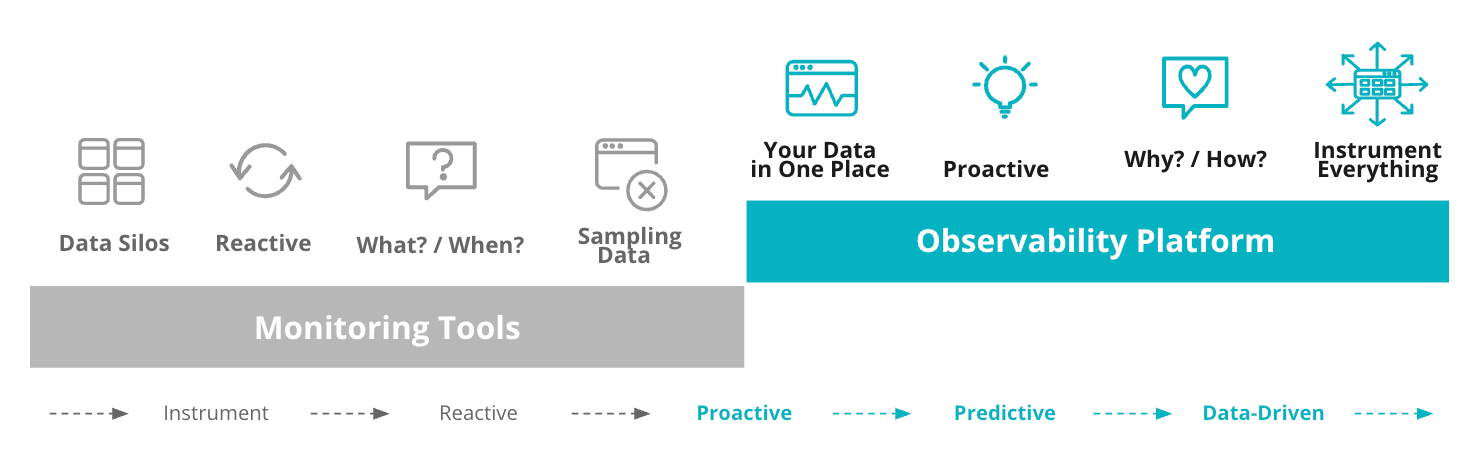 Data Silos
Reactive
What? / When?
Sampling
Data
Monitoring Tools
Your Data
in One Place
Proactive
Why? / How?
Instrument
Everything
Observability Platform
Instrument
Reactive
Proactive
Predictive
Data-Driven